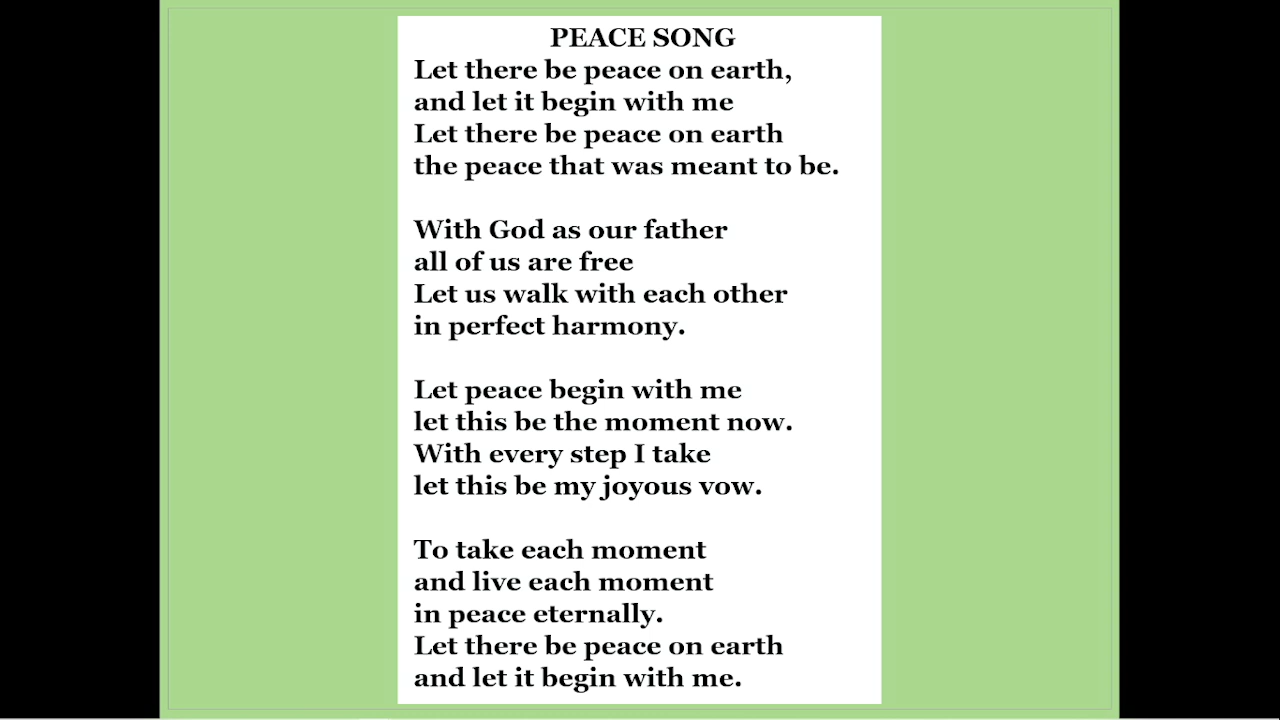 PEACE SONG
Let there be peace on earth,
and let it begin with me
Let there be peace on earth
the peace that was meant to be.
With God as our father
all of us are free
Let us walk with each other
in perfect harmony.
Let peace begin with me
let this be the moment now.
With every step I take
let this be my joyous vow.
To take each moment
and live each moment
in peace eternally.
Let there be peace on earth
and let it begin with me.